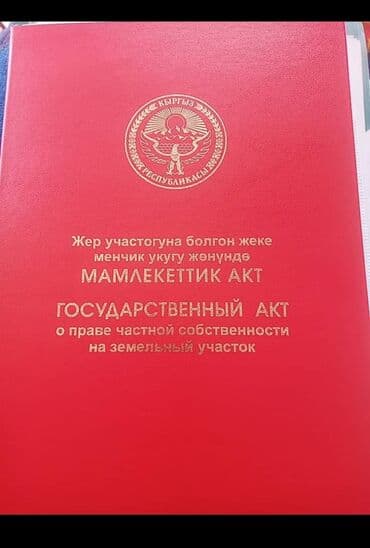 КЫРГЫЗ
РЕСПУБЛИКАСЫ
Жер участогуна болгон жеке
менчик укугу жөнүндө
МАМЛЕКЕТТИК АКТ
ГОСУДАРСТВЕННЫЙ АКТ
о праве частной собственности
на земельный участок